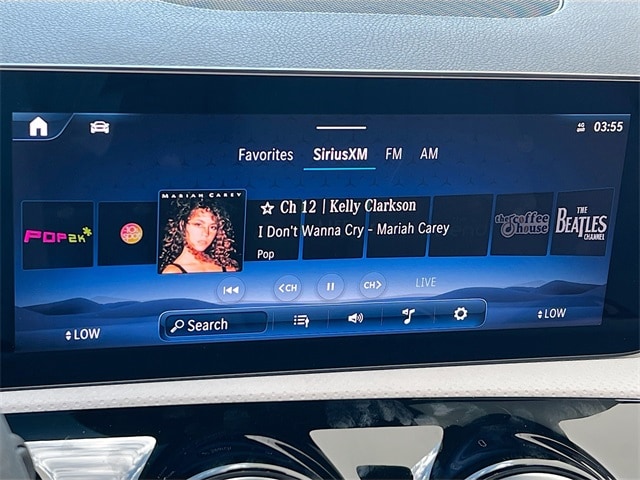 4G
03:55
Favorites SiriusXM FM AM
MARIAH CAREY
☆ Ch 12 | Kelly Clarkson
I Don't Wanna Cry - Mariah Carey
Pop
POP2K*
the coffee house
THE BEATLES CHANNEL
<CH
CH>
LIVE
LOW
Search
LOW